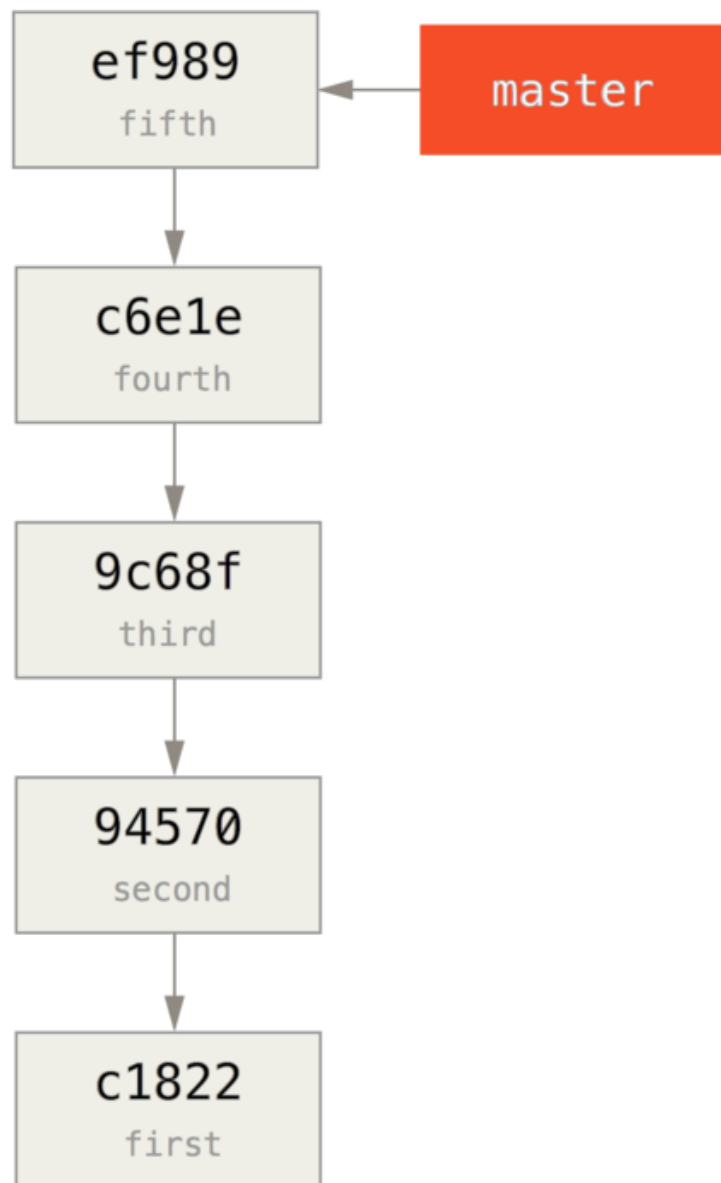 ef989
fifth
master
c6e1e
fourth
9c68f
third
94570
second
c1822
first